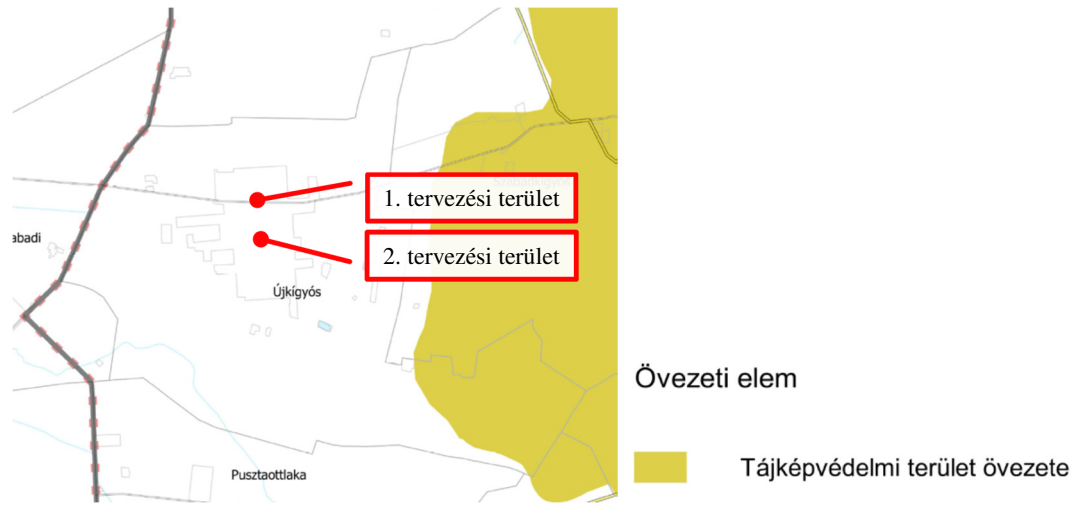 1. tervezési terület
abadi
2. tervezési terület
Újkígyós
Övezeti elem
Tájképvédelmi terület övezete
Pusztaottlaka